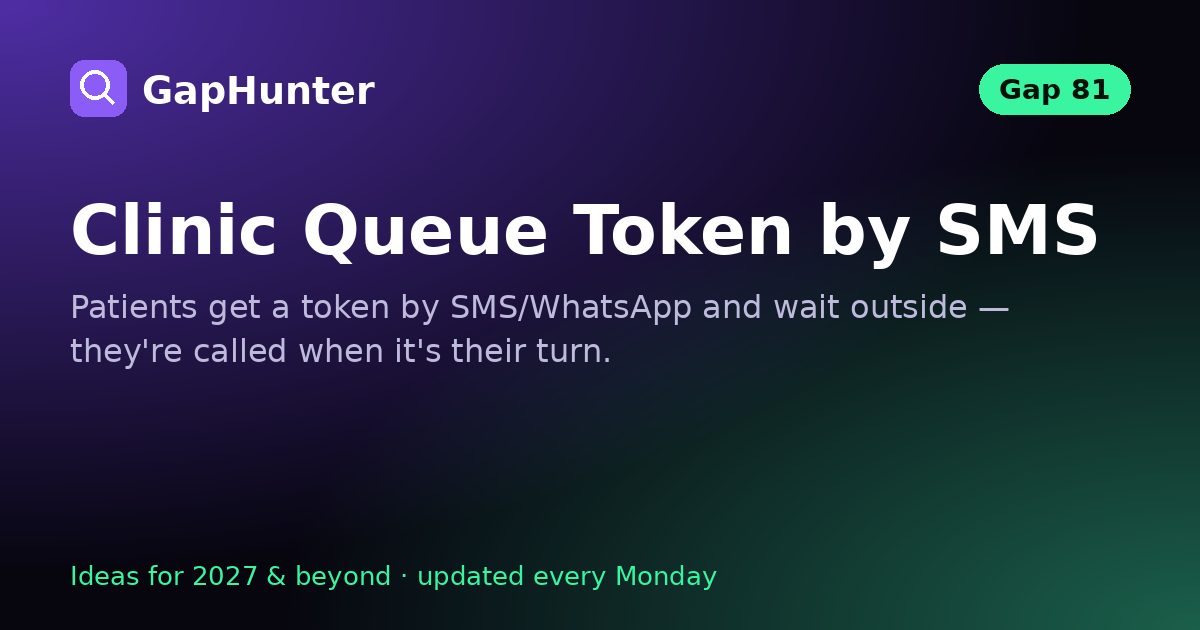 GapHunter
Gap 81
Clinic Queue Token by SMS
Patients get a token by SMS/WhatsApp and wait outside —
they're called when it's their turn.
Ideas for 2027 & beyond · updated every Monday